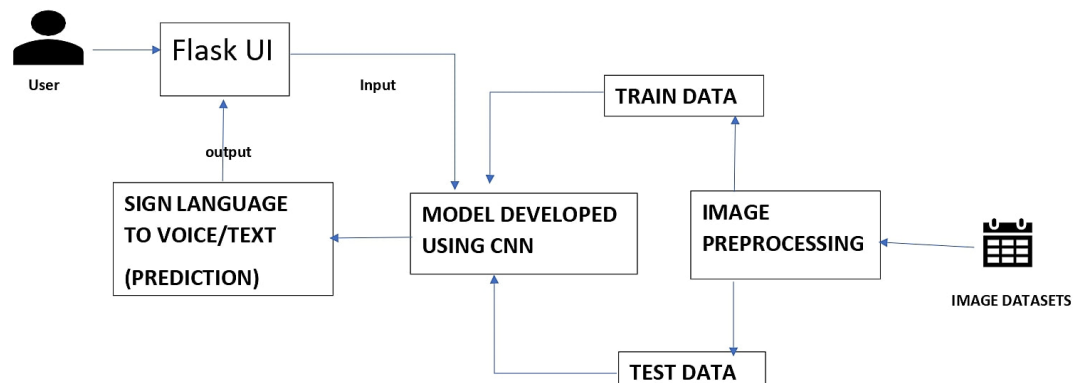 Flask UI
User
Input
TRAIN DATA
output
SIGN LANGUAGE
TO VOICE/TEXT
(PREDICTION)
MODEL DEVELOPED
USING CNN
IMAGE
PREPROCESSING
IMAGE DATASETS
TEST DATA